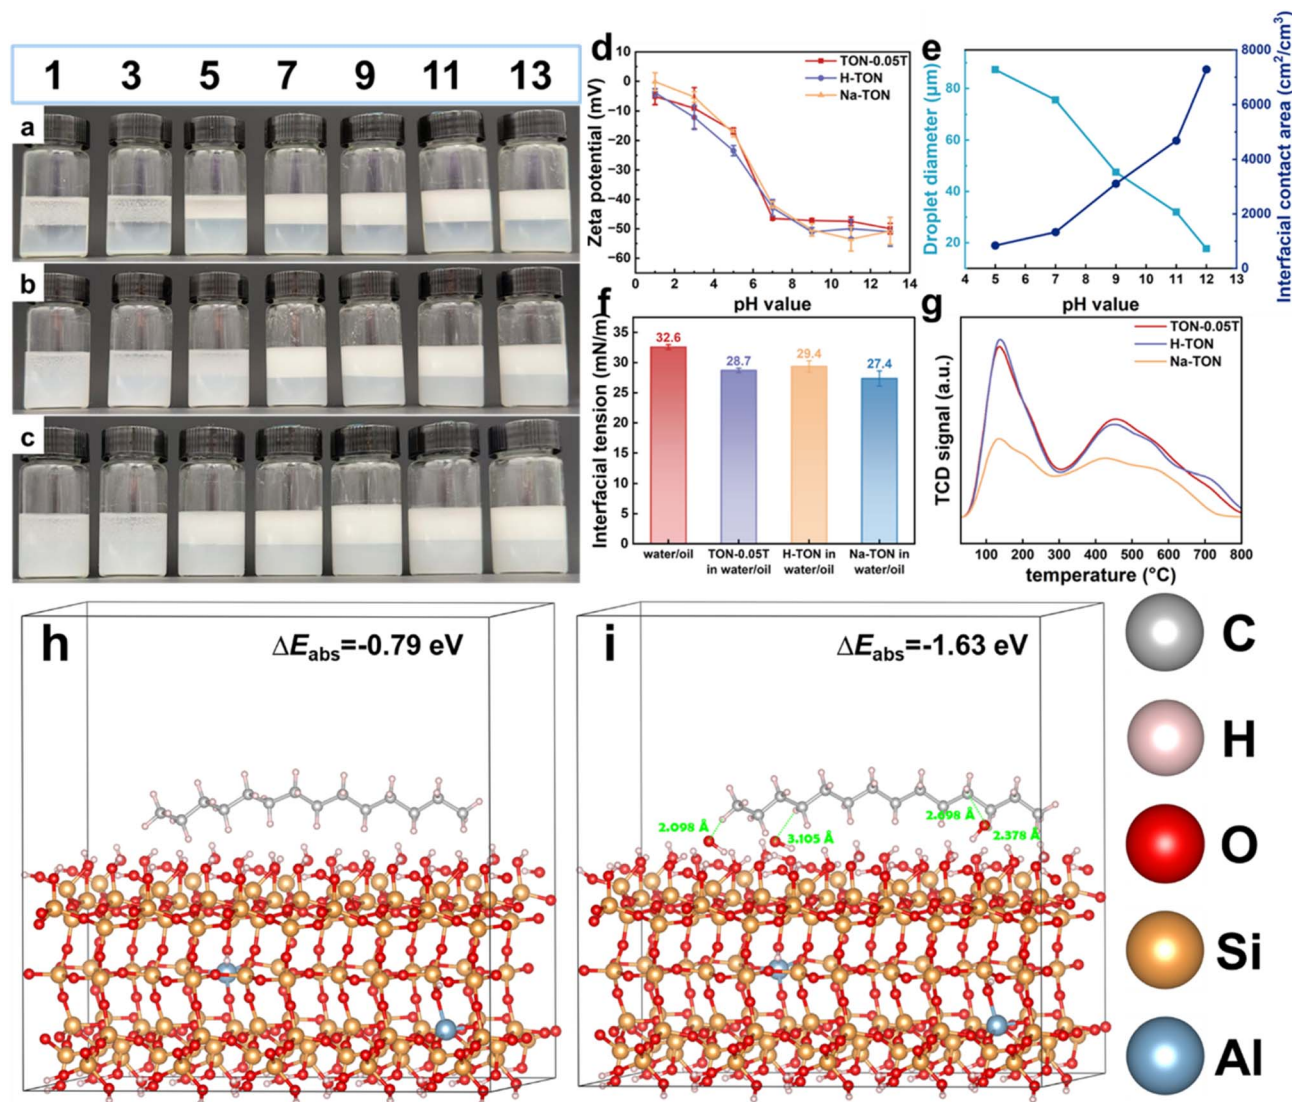 1 3 5 7 9 11 13
a
b
c
d
10
0
−10
−20
−30
−40
−50
−60
Zeta potential (mV)
TON-0.05T
H-TON
Na-TON
0 2 4 6 8 10 12 14
pH value
e
80
60
40
20
Droplet diameter (μm)
8000
6000
4000
2000
0
Interfacial contact area (cm²/cm³)
4 5 6 7 8 9 10 11 12 13
pH value
f
35
30
25
20
15
10
5
0
Interfacial tension (mN/m)
32.6
28.7
29.4
27.4
water/oil
TON-0.05T
in water/oil
H-TON in
water/oil
Na-TON in
water/oil
g
TCD signal (a.u.)
TON-0.05T
H-TON
Na-TON
100 200 300 400 500 600 700 800
temperature (°C)
h
ΔEabs=-0.79 eV
i
ΔEabs=-1.63 eV
2.098 Å
3.105 Å
2.698 Å
2.378 Å
C
H
O
Si
Al